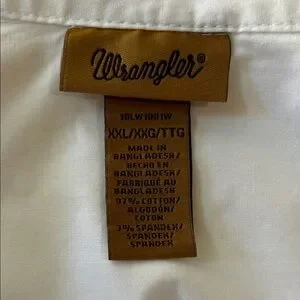 Wrangler®
10LW1001W
XXL/XXG/TTG
MADE IN
BANGLADESH/
HECHO EN
BANGLADESH/
FABRIQUÉ AU
BANGLADESH
97% COTTON/
ALGODÓN/
COTON
3% SPANDEX/
SPANDEX/
SPANDEX